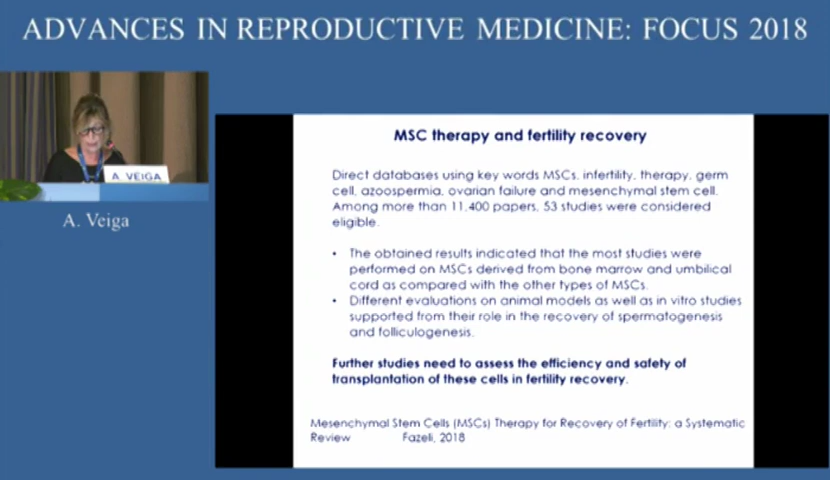 ADVANCES IN REPRODUCTIVE MEDICINE: FOCUS 2018
A. VEIGA
A. Veiga
MSC therapy and fertility recovery
Direct databases using key words MSCs, infertility, therapy, germ
cell, azoospermia, ovarian failure and mesenchymal stem cell.
Among more than 11,400 papers, 53 studies were considered
eligible.
• The obtained results indicated that the most studies were
performed on MSCs derived from bone marrow and umbilical
cord as compared with the other types of MSCs.
• Different evaluations on animal models as well as in vitro studies
supported from their role in the recovery of spermatogenesis
and folliculogenesis.
Further studies need to assess the efficiency and safety of
transplantation of these cells in fertility recovery.
Mesenchymal Stem Cells (MSCs) Therapy for Recovery of Fertility: a Systematic
Review Fazeli, 2018